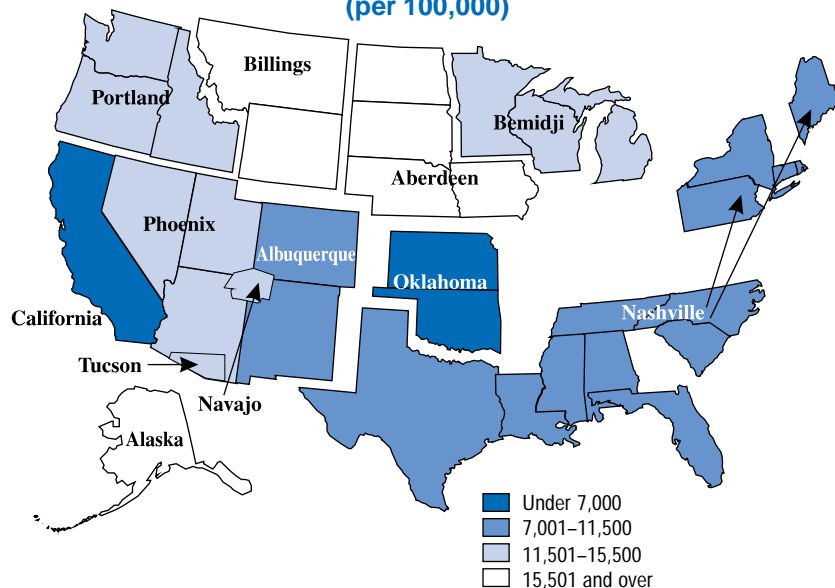 (per 100,000)
Billings
Portland
Bemidji
Aberdeen
Phoenix
Albuquerque
Oklahoma
Nashville
California
Tucson
Navajo
Alaska
Under 7,000
7,001–11,500
11,501–15,500
15,501 and over